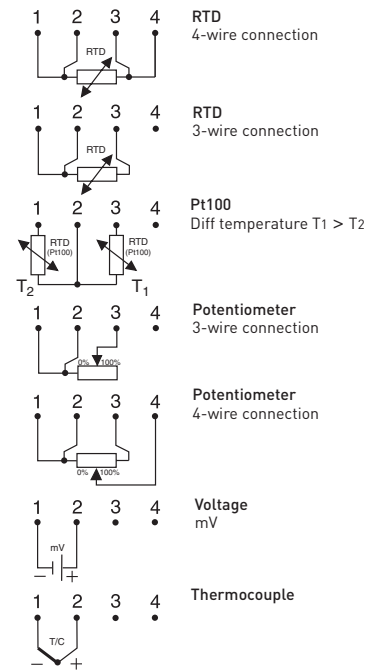 1 2 3 4
RTD
4-wire connection
RTD
1 2 3 4
RTD
3-wire connection
RTD
1 2 3 4
Pt100
Diff temperature T1 > T2
RTD
(Pt100)
RTD
(Pt100)
T2
T1
1 2 3 4
Potentiometer
3-wire connection
0% 100%
1 2 3 4
Potentiometer
4-wire connection
0% 100%
1 2 3 4
Voltage
mV
mV
– +
1 2 3 4
Thermocouple
T/C
– +